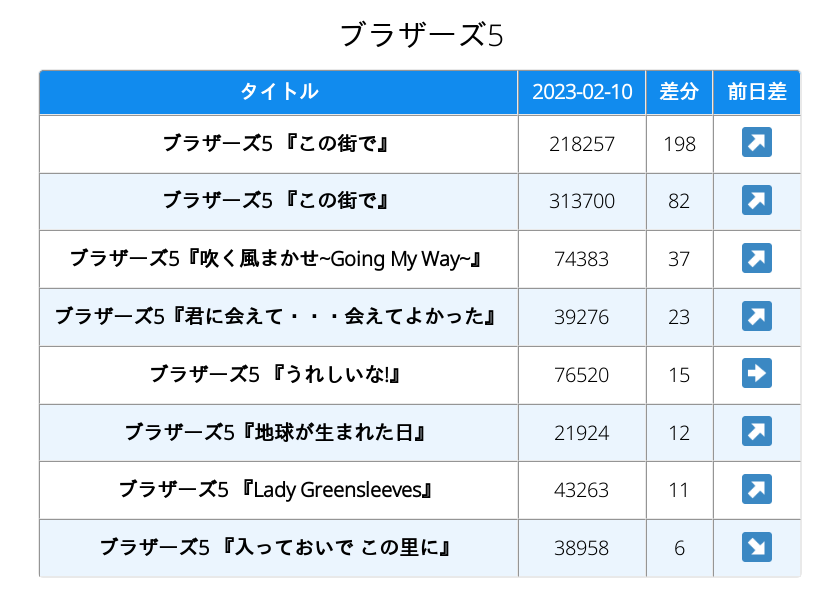 ブラザーズ5
タイトル 2023-02-10 差分 前日差
ブラザーズ5 『この街で』 218257 198 ↗
ブラザーズ5 『この街で』 313700 82 ↗
ブラザーズ5『吹く風まかせ~Going My Way~』 74383 37 ↗
ブラザーズ5『君に会えて・・・会えてよかった』 39276 23 ↗
ブラザーズ5 『うれしいな!』 76520 15 ➡
ブラザーズ5『地球が生まれた日』 21924 12 ↗
ブラザーズ5 『Lady Greensleeves』 43263 11 ↗
ブラザーズ5 『入っておいで この里に』 38958 6 ↘